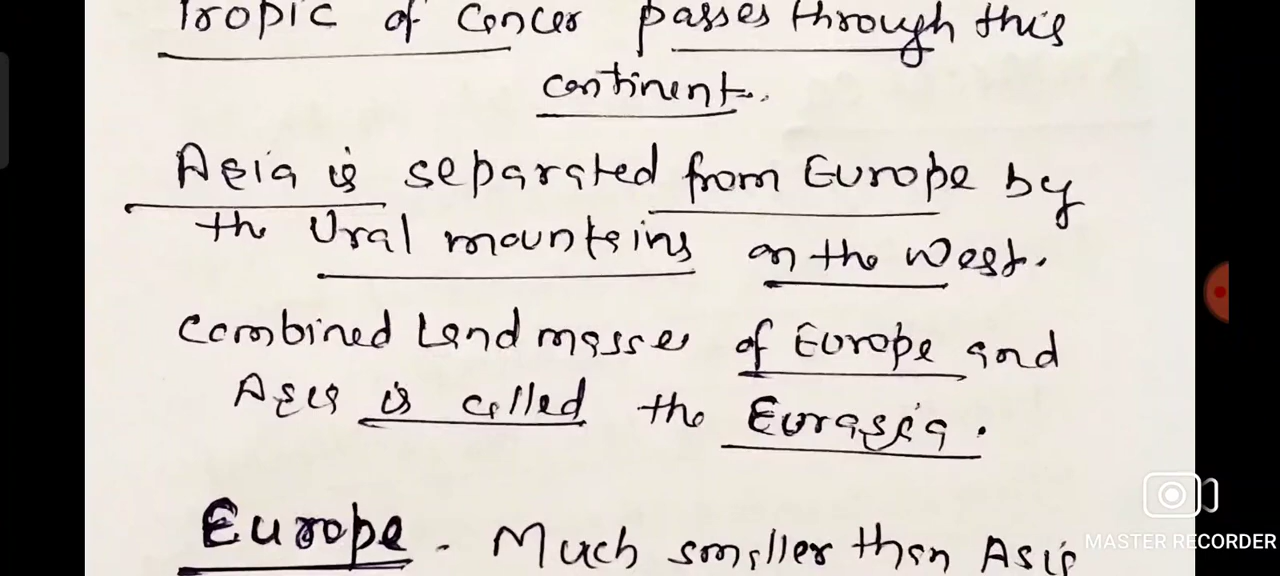 Tropic of Cancer passes through this
continent.
Asia is separated from Europe by
the Ural mountains on the West.
Combined Land masses of Europe and
Asia is called the Eurasia.
Europe - Much smaller than Asia
MASTER RECORDER